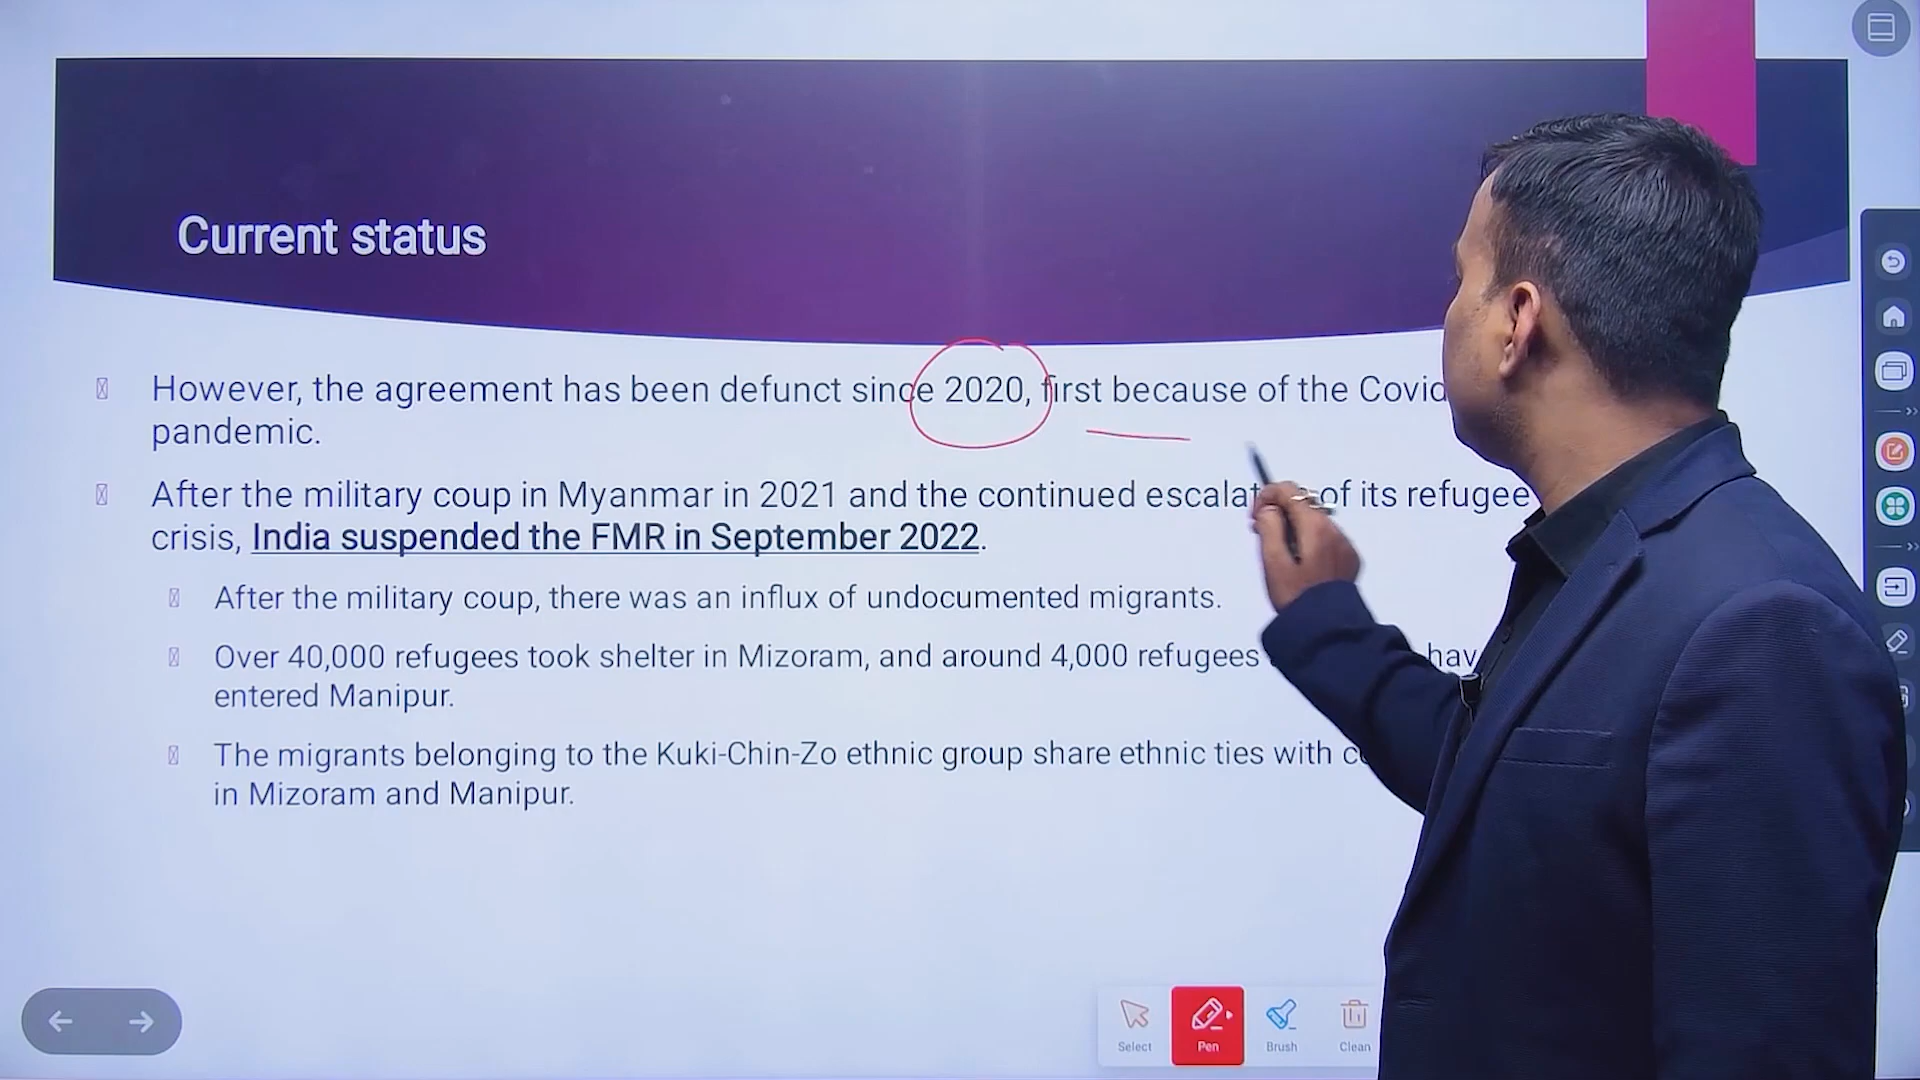 Current status
However, the agreement has been defunct since 2020, first because of the Covid
pandemic.
After the military coup in Myanmar in 2021 and the continued of its refugee
crisis, India suspended the FMR in September 2022.
After the military coup, there was an influx of undocumented migrants.
Over 40,000 refugees took shelter in Mizoram, and around 4,000 refugees
entered Manipur.
The migrants belonging to the Kuki-Chin-Zo ethnic group share ethnic ties with
in Mizoram and Manipur.
Select Pen Brush Clean